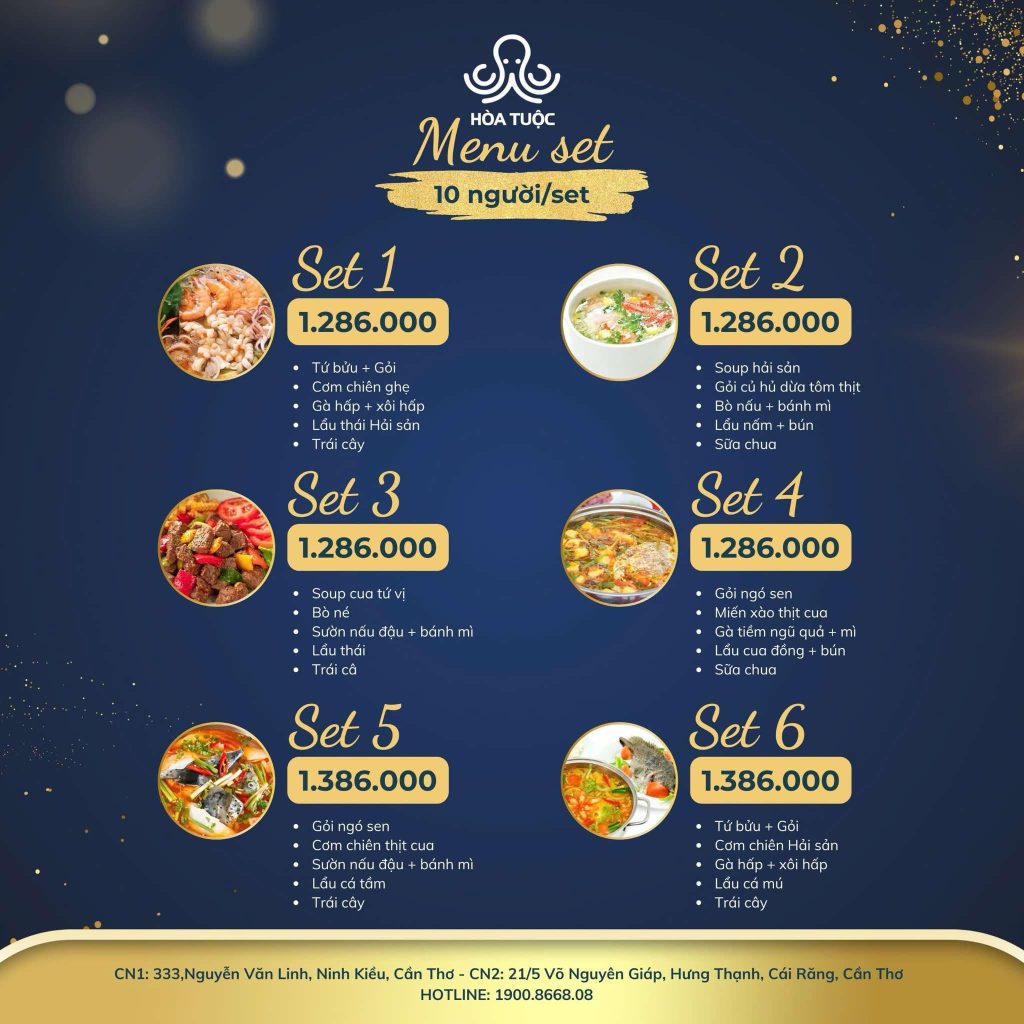 HÒA TUỘC
Menu set
10 người/set
Set 1
1.286.000
• Tứ bửu + Gỏi
• Cơm chiên ghẹ
• Gà hấp + xôi hấp
• Lẩu thái Hải sản
• Trái cây
Set 2
1.286.000
• Soup hải sản
• Gỏi củ hủ dừa tôm thịt
• Bò nấu + bánh mì
• Lẩu nấm + bún
• Sữa chua
Set 3
1.286.000
• Soup cua tứ vị
• Bò né
• Sườn nấu đậu + bánh mì
• Lẩu thái
• Trái câ
Set 4
1.286.000
• Gỏi ngó sen
• Miến xào thịt cua
• Gà tiềm ngũ quả + mì
• Lẩu cua đồng + bún
• Sữa chua
Set 5
1.386.000
• Gỏi ngó sen
• Cơm chiên thịt cua
• Sườn nấu đậu + bánh mì
• Lẩu cá tầm
• Trái cây
Set 6
1.386.000
• Tứ bửu + Gỏi
• Cơm chiên Hải sản
• Gà hấp + xôi hấp
• Lẩu cá mú
• Trái cây
CN1: 333,Nguyễn Văn Linh, Ninh Kiều, Cần Thơ - CN2: 21/5 Võ Nguyên Giáp, Hưng Thạnh, Cái Răng, Cần Thơ
HOTLINE: 1900.8668.08